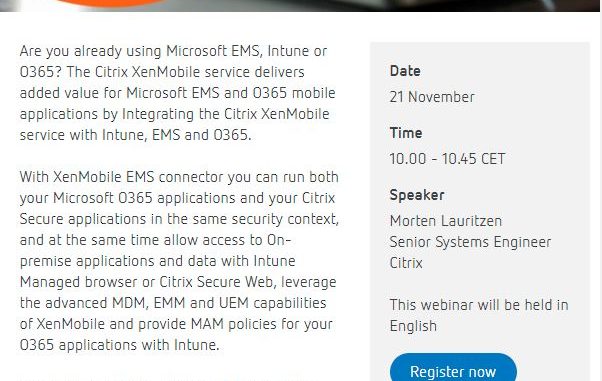 Are you already using Microsoft EMS, Intune or
O365? The Citrix XenMobile service delivers
added value for Microsoft EMS and O365 mobile
applications by Integrating the Citrix XenMobile
service with Intune, EMS and O365.
With XenMobile EMS connector you can run both
your Microsoft O365 applications and your Citrix
Secure applications in the same security context,
and at the same time allow access to On-
premise applications and data with Intune
Managed browser or Citrix Secure Web, leverage
the advanced MDM, EMM and UEM capabilities
of XenMobile and provide MAM policies for your
O365 applications with Intune.
Date
21 November
Time
10.00 - 10.45 CET
Speaker
Morten Lauritzen
Senior Systems Engineer
Citrix
This webinar will be held in
English
Register now